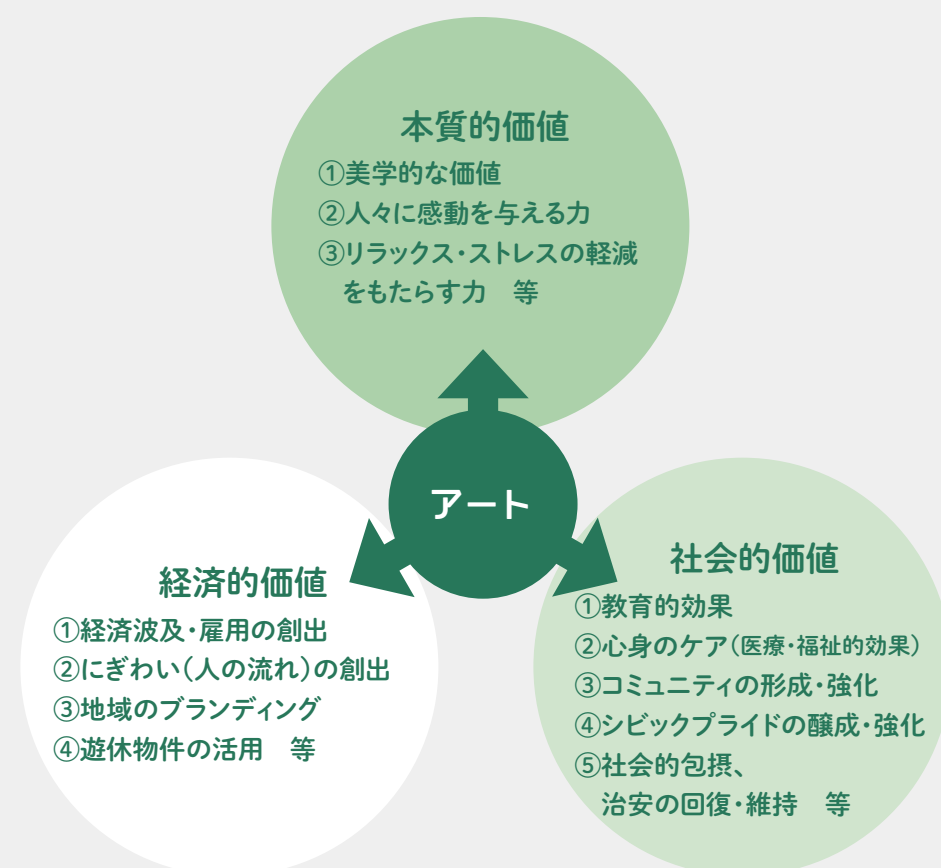 本質的価値
①美学的な価値
②人々に感動を与える力
③リラックス・ストレスの軽減
をもたらす力　等
アート
経済的価値
①経済波及・雇用の創出
②にぎわい（人の流れ）の創出
③地域のブランディング
④遊休物件の活用　等
社会的価値
①教育的効果
②心身のケア（医療・福祉的効果）
③コミュニティの形成・強化
④シビックプライドの醸成・強化
⑤社会的包摂、
治安の回復・維持　等